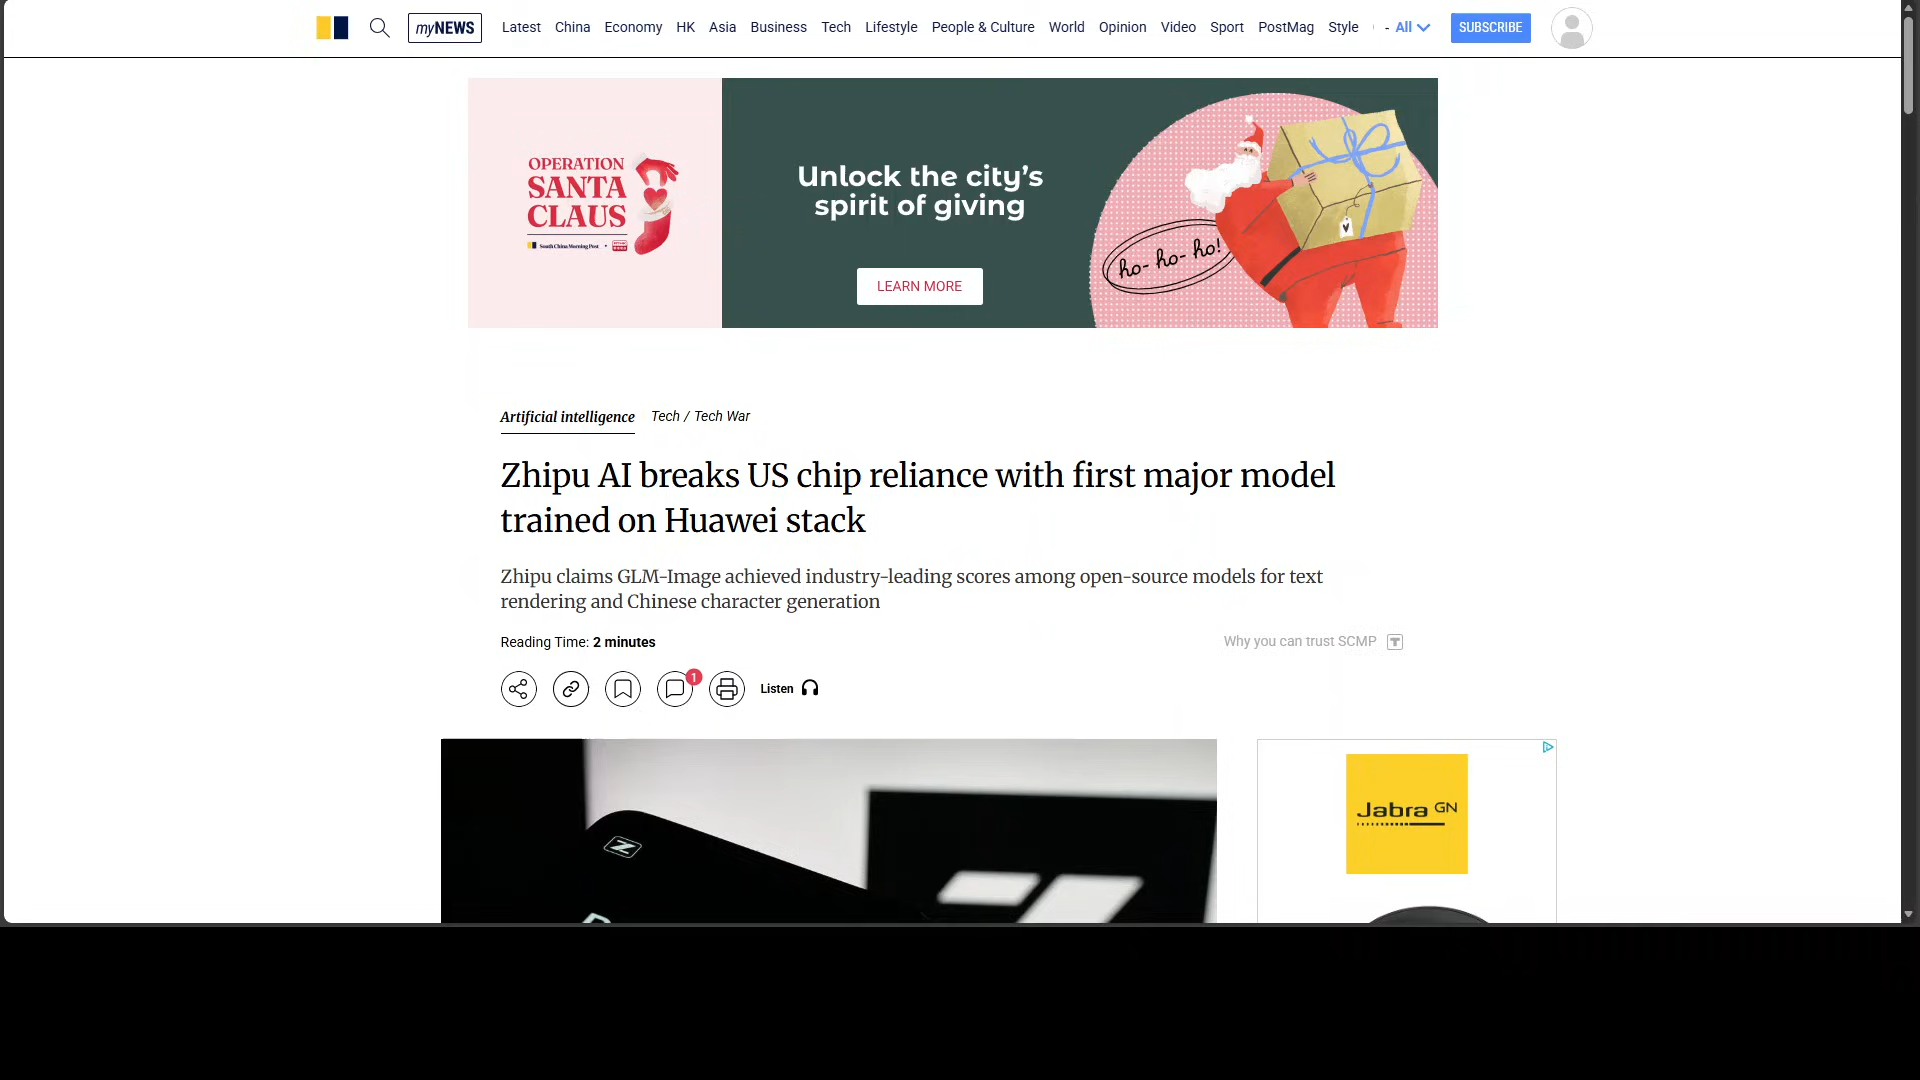 myNEWS
Latest China Economy HK Asia Business Tech Lifestyle People & Culture World Opinion Video Sport PostMag Style - All SUBSCRIBE
OPERATION
SANTA
CLAUS
South China Morning Post
Unlock the city's
spirit of giving
LEARN MORE
ho- ho- ho!
Artificial intelligence Tech / Tech War
Zhipu AI breaks US chip reliance with first major model
trained on Huawei stack
Zhipu claims GLM-Image achieved industry-leading scores among open-source models for text
rendering and Chinese character generation
Reading Time: 2 minutes
Why you can trust SCMP
1
Listen
Jabra GN